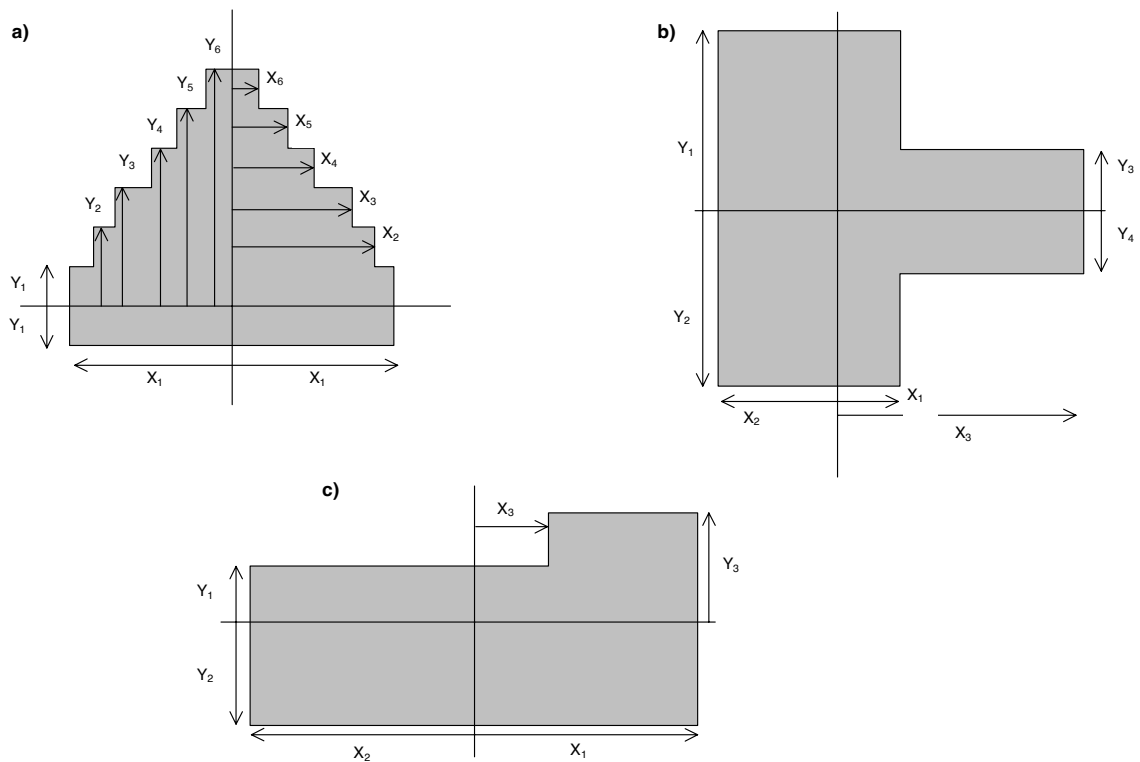 a)
Y₆
X₆
Y₅
X₅
Y₄
X₄
Y₃
X₃
Y₂
X₂
Y₁
Y₁
X₁ X₁
b)
Y₁
Y₃
Y₄
Y₂
X₁
X₂
X₃
c)
X₃
Y₃
Y₁
Y₂
X₂ X₁